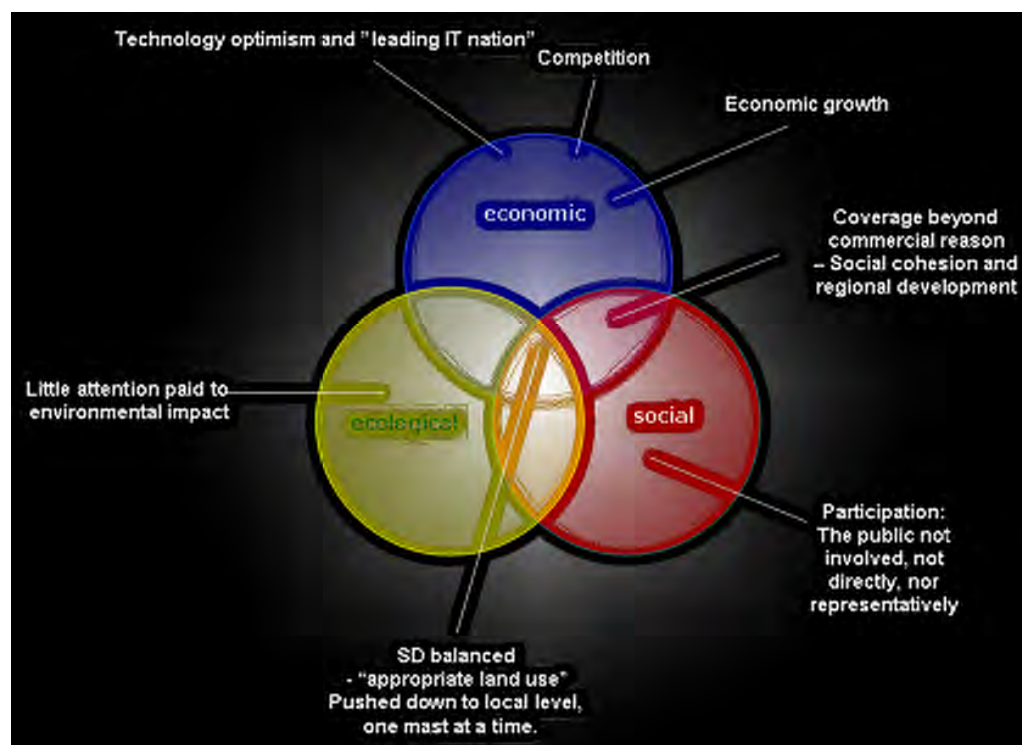 Technology optimism and "leading IT nation"
Competition
Economic growth
economic
Coverage beyond
commercial reason
– Social cohesion and
regional development
Little attention paid to
environmental impact
ecological
social
Participation:
The public not
involved, not
directly, nor
representatively
SD balanced
- “appropriate land use”
Pushed down to local level,
one mast at a time.